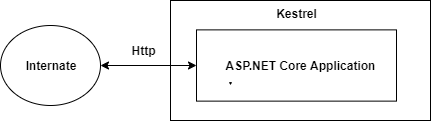 Kestrel
Http
Internate
ASP.NET Core Application